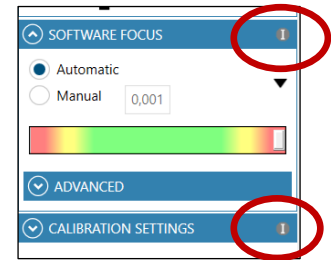 SOFTWARE FOCUS I
Automatic
Manual 0,001
ADVANCED
CALIBRATION SETTINGS I